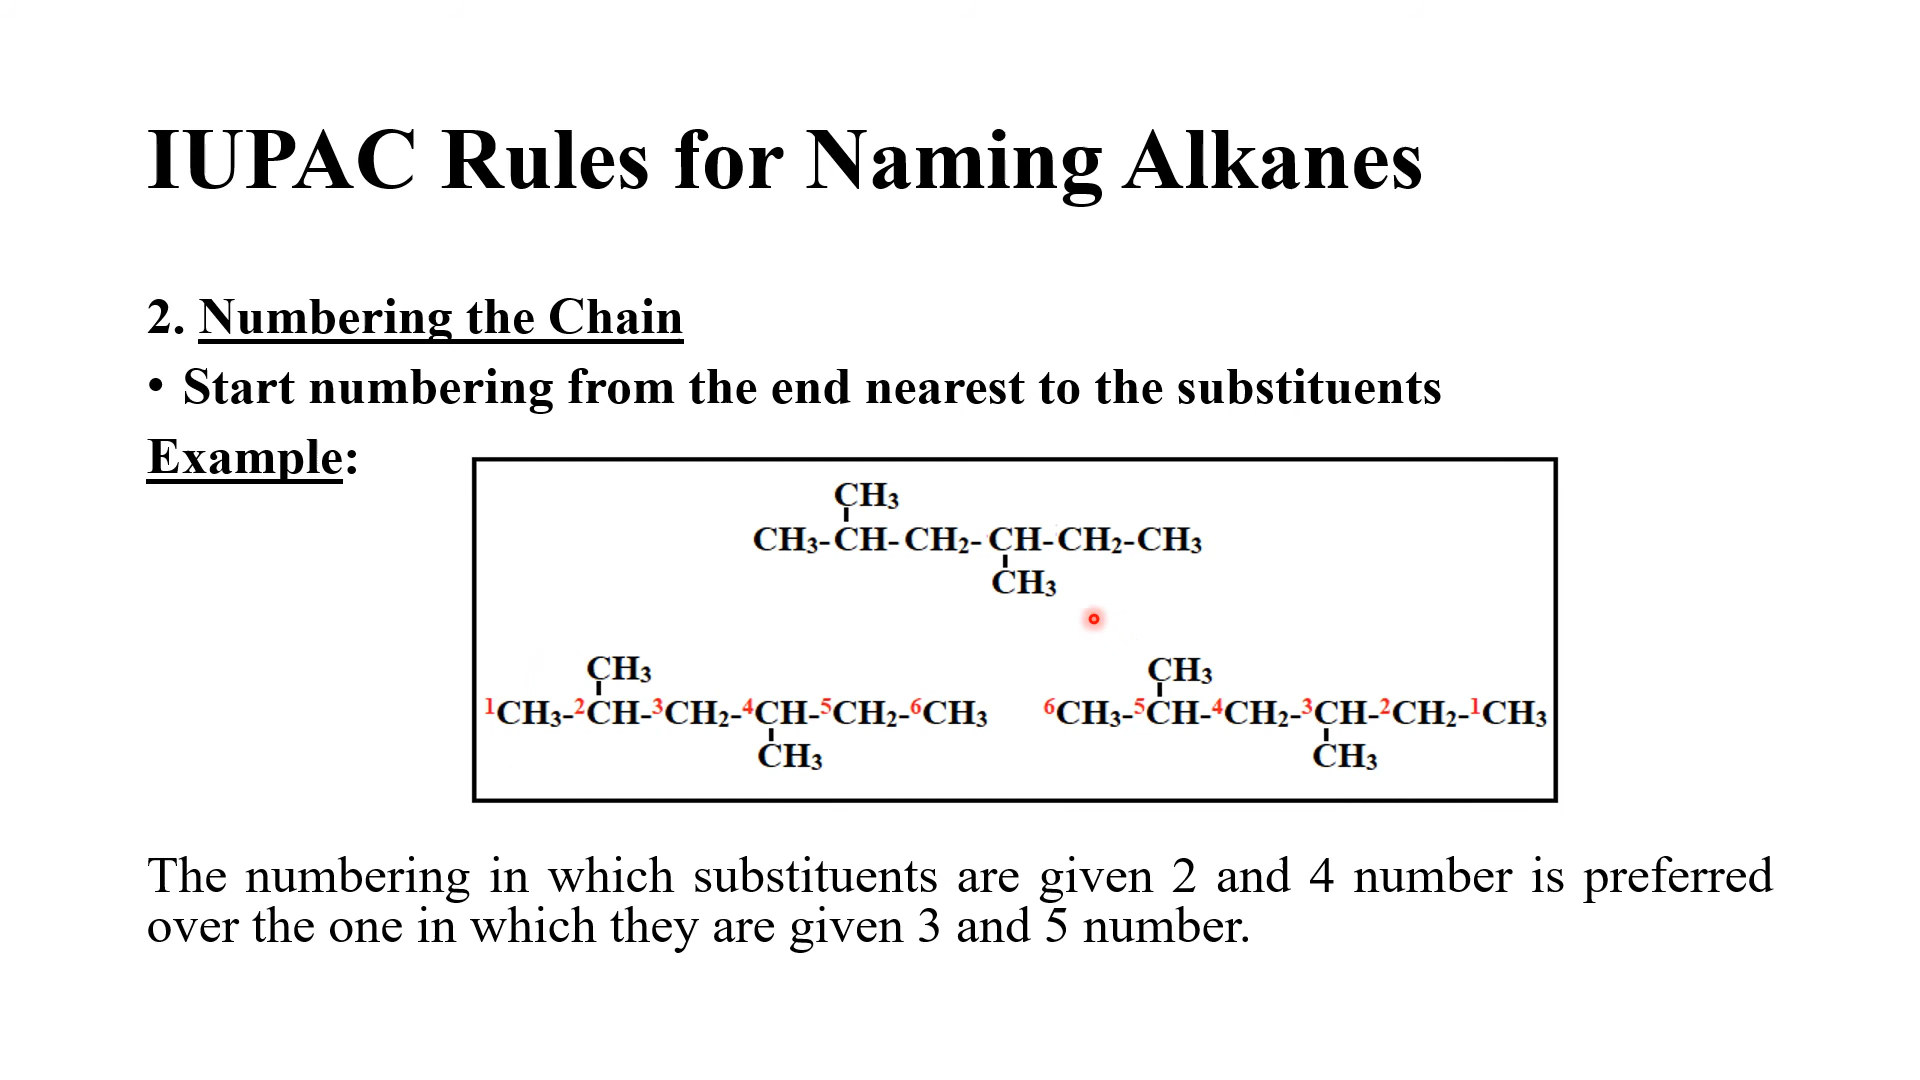 IUPAC Rules for Naming Alkanes
2. Numbering the Chain
• Start numbering from the end nearest to the substituents
Example:
CH₃
CH₃-CH-CH₂-CH-CH₂-CH₃
CH₃
CH₃
¹CH₃-²CH-³CH₂-⁴CH-⁵CH₂-⁶CH₃
CH₃
CH₃
⁶CH₃-⁵CH-⁴CH₂-³CH-²CH₂-¹CH₃
CH₃
The numbering in which substituents are given 2 and 4 number is preferred
over the one in which they are given 3 and 5 number.